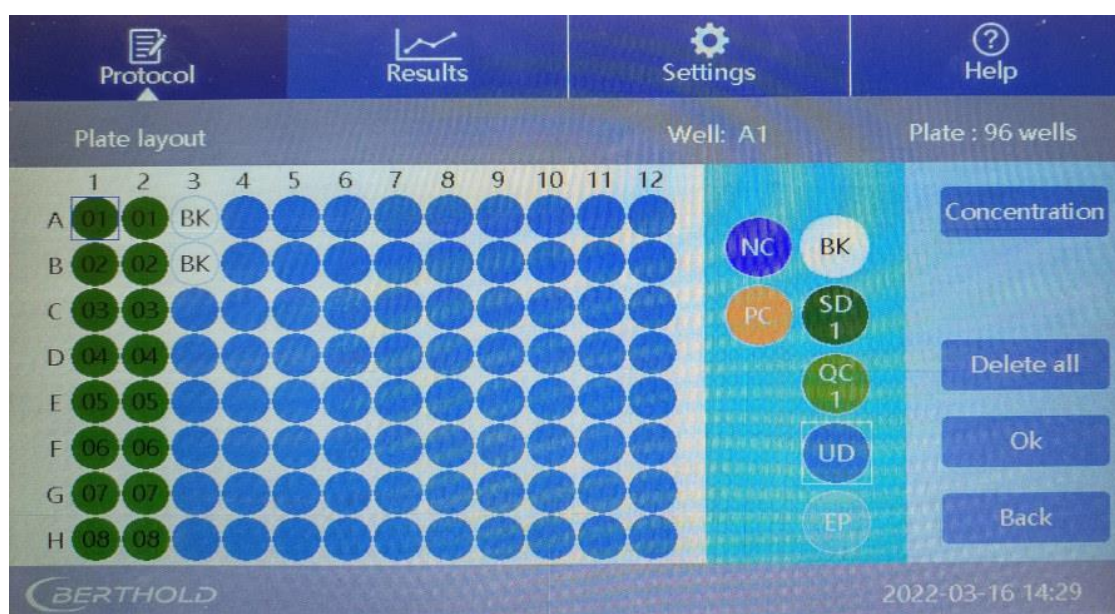 Protocol Results Settings Help
Plate layout Well: A1 Plate : 96 wells
1 2 3 4 5 6 7 8 9 10 11 12
A 01 01 BK
B 02 02 BK
C 03 03
D 04 04
E 05 05
F 06 06
G 07 07
H 08 08
NC BK
PC SD
1
QC
1
UD
EP
Concentration
Delete all
Ok
Back
BERTHOLD 2022-03-16 14:29